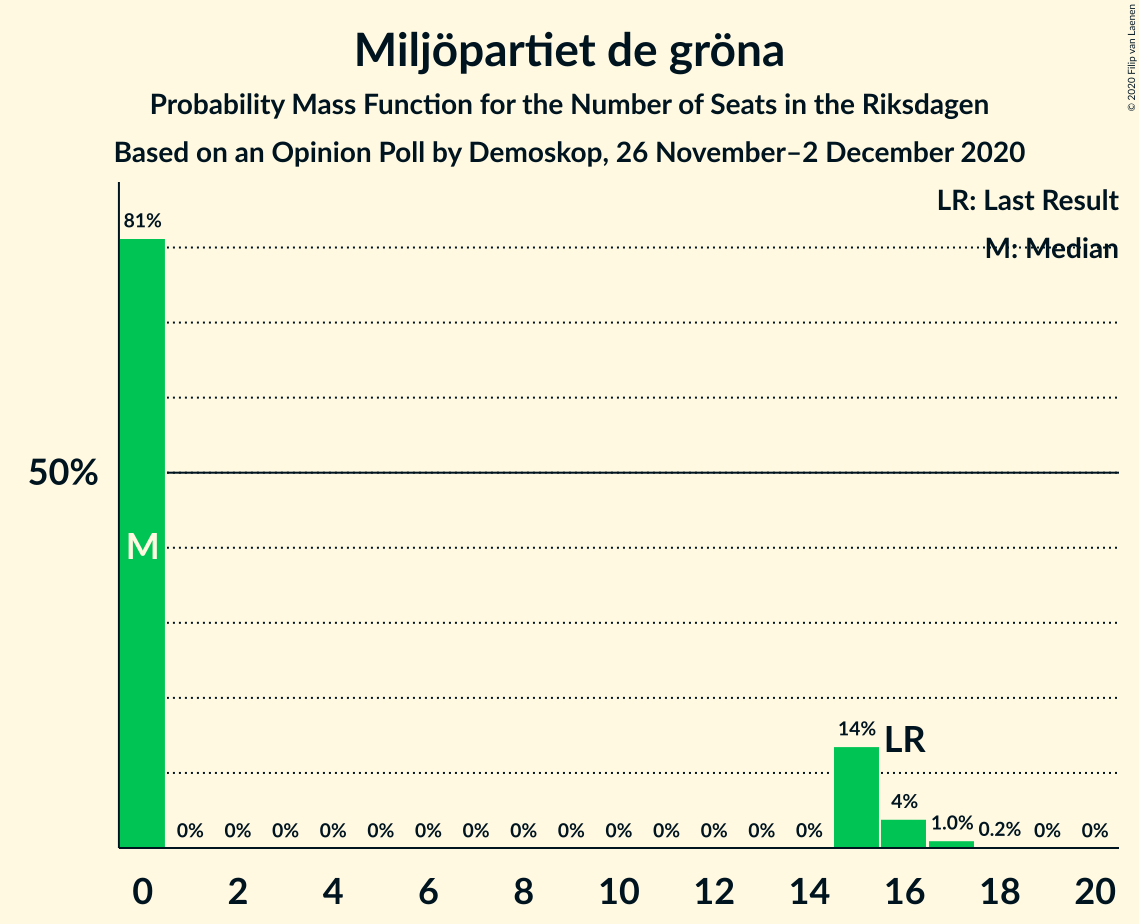 Miljöpartiet de gröna
Probability Mass Function for the Number of Seats in the Riksdagen
Based on an Opinion Poll by Demoskop, 26 November–2 December 2020
© 2020 Filip van Laenen
LR: Last Result
M: Median
81%
50%
M
14%
LR
4%
0% 0% 0% 0% 0% 0% 0% 0% 0% 0% 0% 0% 0% 0% 1.0% 0.2% 0% 0%
0 2 4 6 8 10 12 14 16 18 20